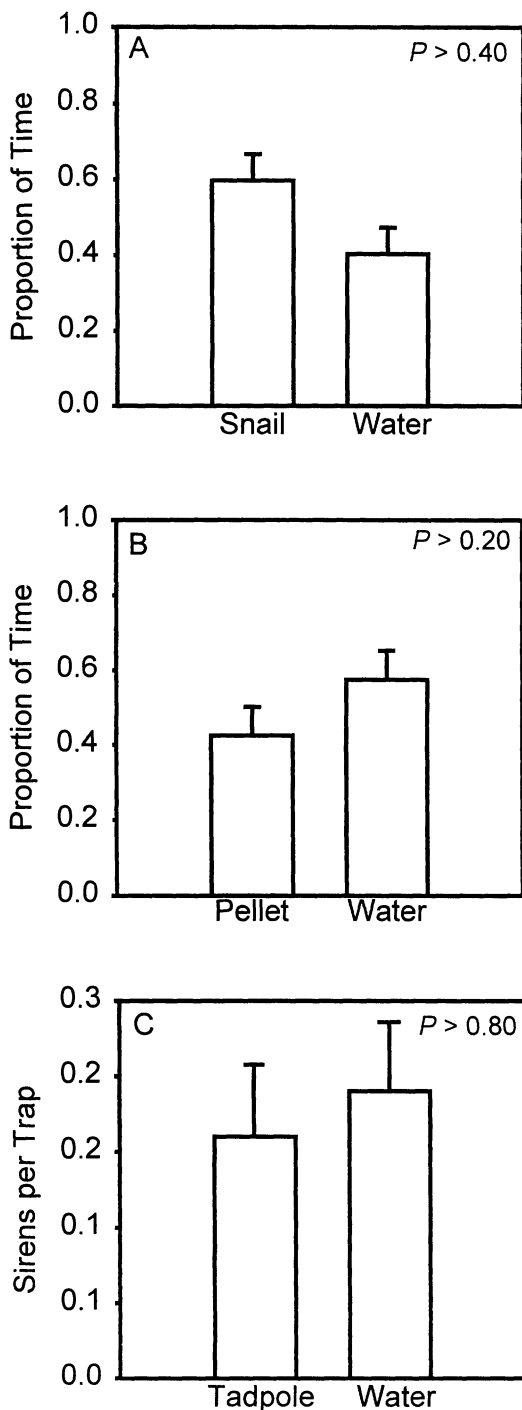 A
P > 0.40
Proportion of Time
1.0
0.8
0.6
0.4
0.2
0.0
Snail Water
B
P > 0.20
Proportion of Time
1.0
0.8
0.6
0.4
0.2
0.0
Pellet Water
C
P > 0.80
Sirens per Trap
0.3
0.2
0.2
0.1
0.1
0.0
Tadpole Water